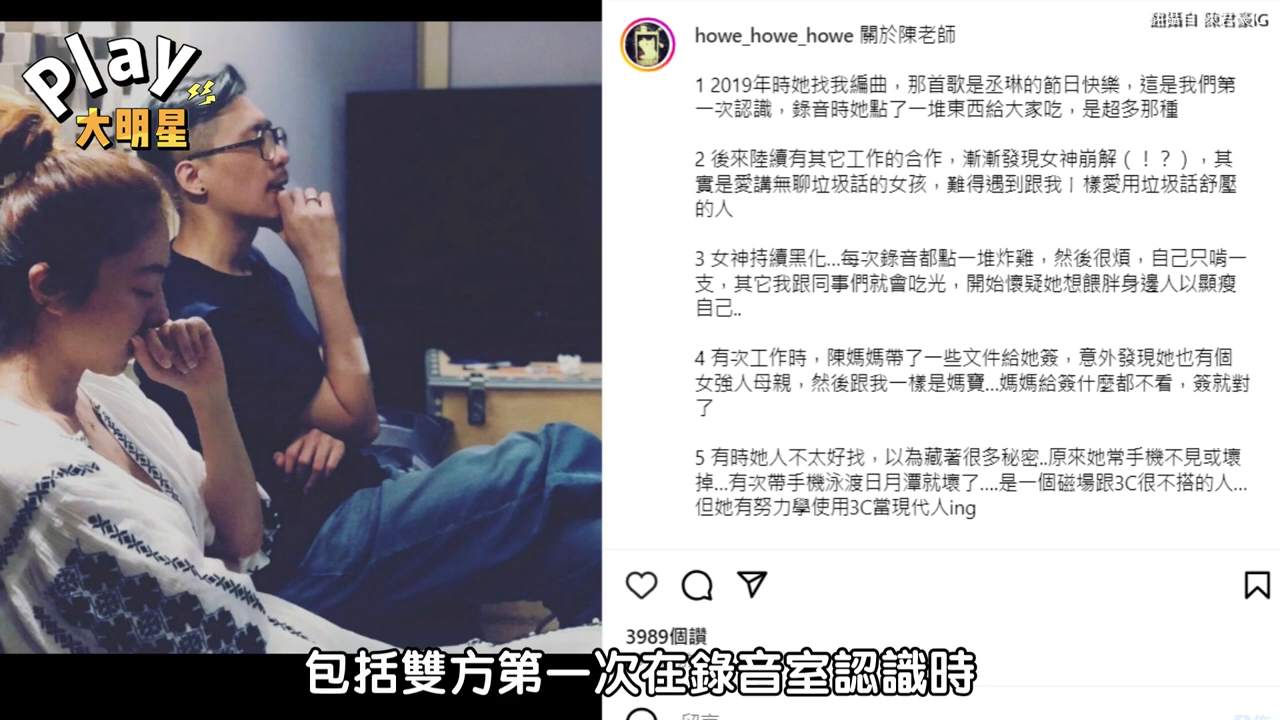 Play
大明星
翻攝自 陳君豪IG
howe_howe_howe 關於陳老師
1 2019年時她找我編曲，那首歌是丞琳的節日快樂，這是我們第
一次認識，錄音時她點了一堆東西給大家吃，是超多那種
2 後來陸續有其它工作的合作，漸漸發現女神崩解（！？），其
實是愛講無聊垃圾話的女孩，難得遇到跟我ㄧ樣愛用垃圾話舒壓
的人
3 女神持續黑化...每次錄音都點一堆炸雞，然後很煩，自己只啃一
支，其它我跟同事們就會吃光，開始懷疑她想餵胖身邊人以顯瘦
自己..
4 有次工作時，陳媽媽帶了一些文件給她簽，意外發現她也有個
女強人母親，然後跟我一樣是媽寶...媽媽給簽什麼都不看，簽就對
了
5 有時她人不太好找，以為藏著很多秘密..原來她常手機不見或壞
掉...有次帶手機泳渡日月潭就壞了....是一個磁場跟3C很不搭的人...
但她有努力學使用3C當現代人ing
3989個讚
包括雙方第一次在錄音室認識時